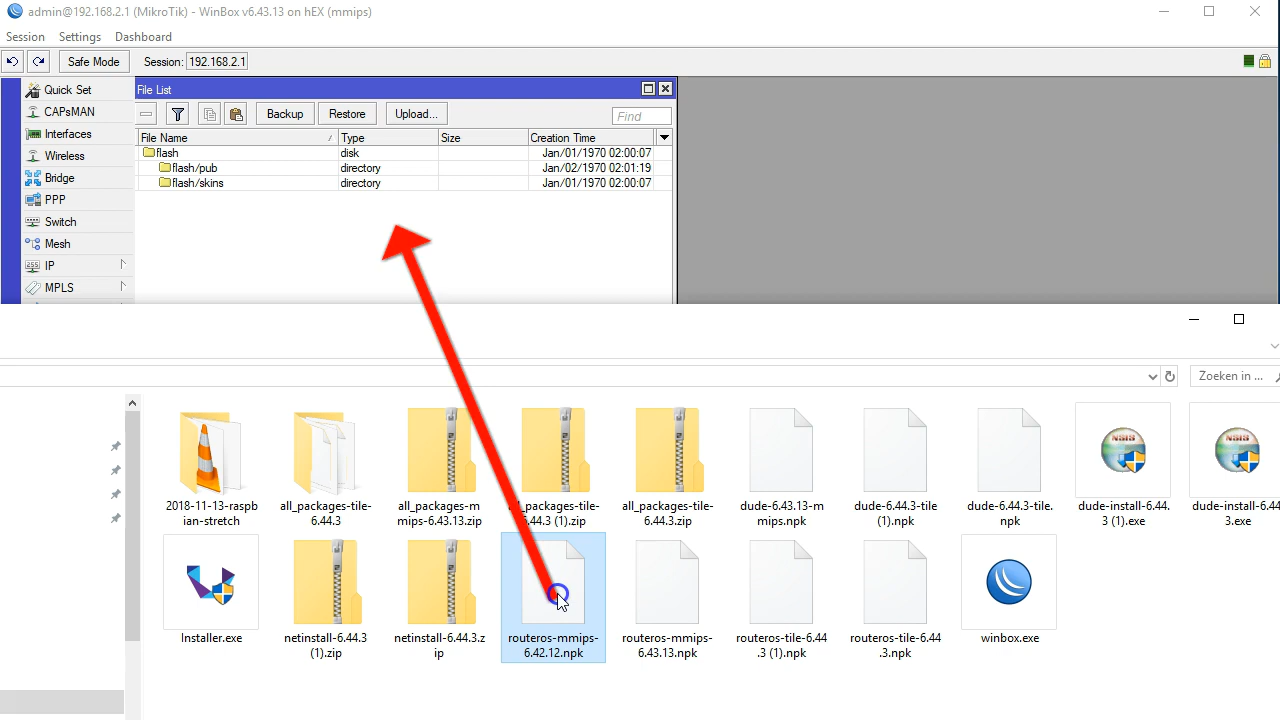 admin@192.168.2.1 (MikroTik) - WinBox v6.43.13 on hEX (mmips)
Session Settings Dashboard
Safe Mode Session: 192.168.2.1
Quick Set
CAPsMAN
Interfaces
Wireless
Bridge
PPP
Switch
Mesh
255 IP
MPLS
File List
Backup Restore Upload... Find
File Name Type Size Creation Time
flash disk Jan/01/1970 02:00:07
flash/pub directory Jan/02/1970 02:01:19
flash/skins directory Jan/01/1970 02:00:07
Zoeken in ...
2018-11-13-raspb
ian-stretch
all_packages-tile-
6.44.3
all_packages-m
mips-6.43.13.zip
all_packages-tile-
6.44.3 (1).zip
all_packages-tile-
6.44.3.zip
dude-6.43.13-m
mips.npk
dude-6.44.3-tile
(1).npk
dude-6.44.3-tile.
npk
NSIS
dude-install-6.44.
3 (1).exe
NSIS
dude-install-6.44
3.exe
Installer.exe
netinstall-6.44.3
(1).zip
netinstall-6.44.3.z
ip
routeros-mmips-
6.42.12.npk
routeros-mmips-
6.43.13.npk
routeros-tile-6.44
.3 (1).npk
routeros-tile-6.44
.3.npk
winbox.exe